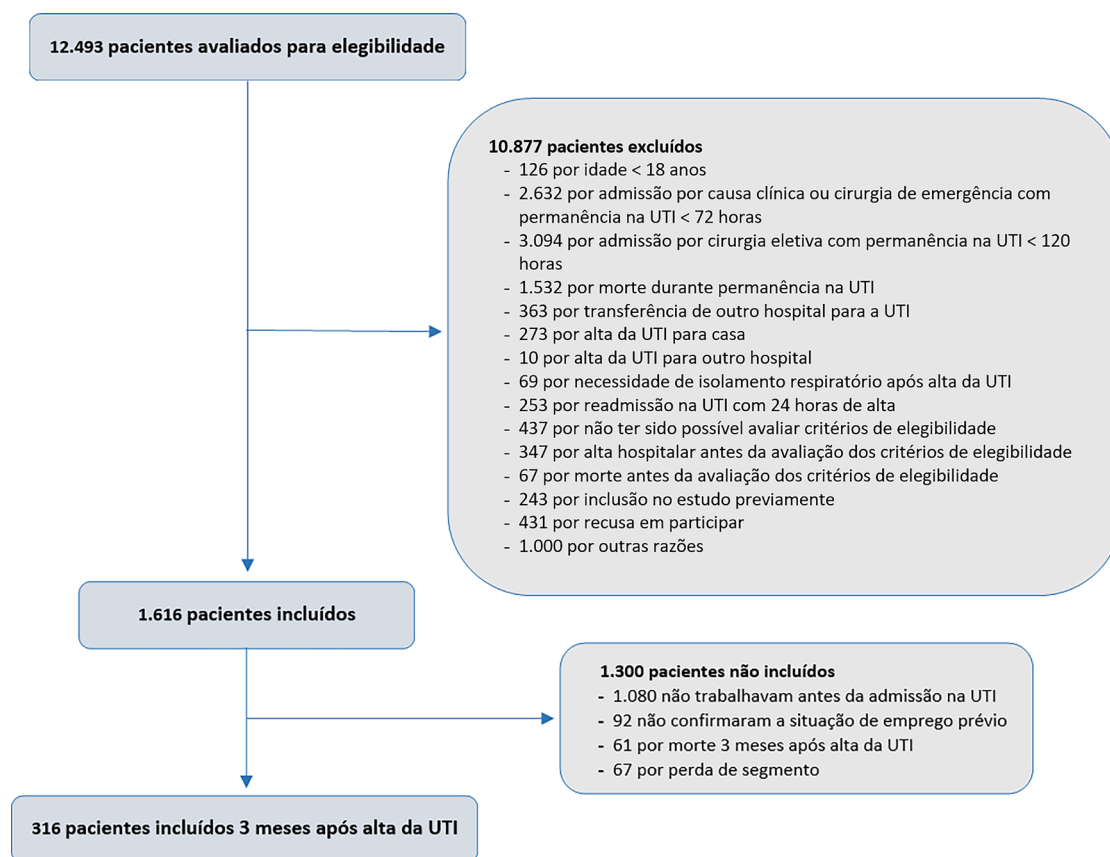 12.493 pacientes avaliados para elegibilidade
10.877 pacientes excluídos
- 126 por idade < 18 anos
- 2.632 por admissão por causa clínica ou cirurgia de emergência com
permanência na UTI < 72 horas
- 3.094 por admissão por cirurgia eletiva com permanência na UTI < 120
horas
- 1.532 por morte durante permanência na UTI
- 363 por transferência de outro hospital para a UTI
- 273 por alta da UTI para casa
- 10 por alta da UTI para outro hospital
- 69 por necessidade de isolamento respiratório após alta da UTI
- 253 por readmissão na UTI com 24 horas de alta
- 437 por não ter sido possível avaliar critérios de elegibilidade
- 347 por alta hospitalar antes da avaliação dos critérios de elegibilidade
- 67 por morte antes da avaliação dos critérios de elegibilidade
- 243 por inclusão no estudo previamente
- 431 por recusa em participar
- 1.000 por outras razões
1.616 pacientes incluídos
1.300 pacientes não incluídos
- 1.080 não trabalhavam antes da admissão na UTI
- 92 não confirmaram a situação de emprego prévio
- 61 por morte 3 meses após alta da UTI
- 67 por perda de segmento
316 pacientes incluídos 3 meses após alta da UTI